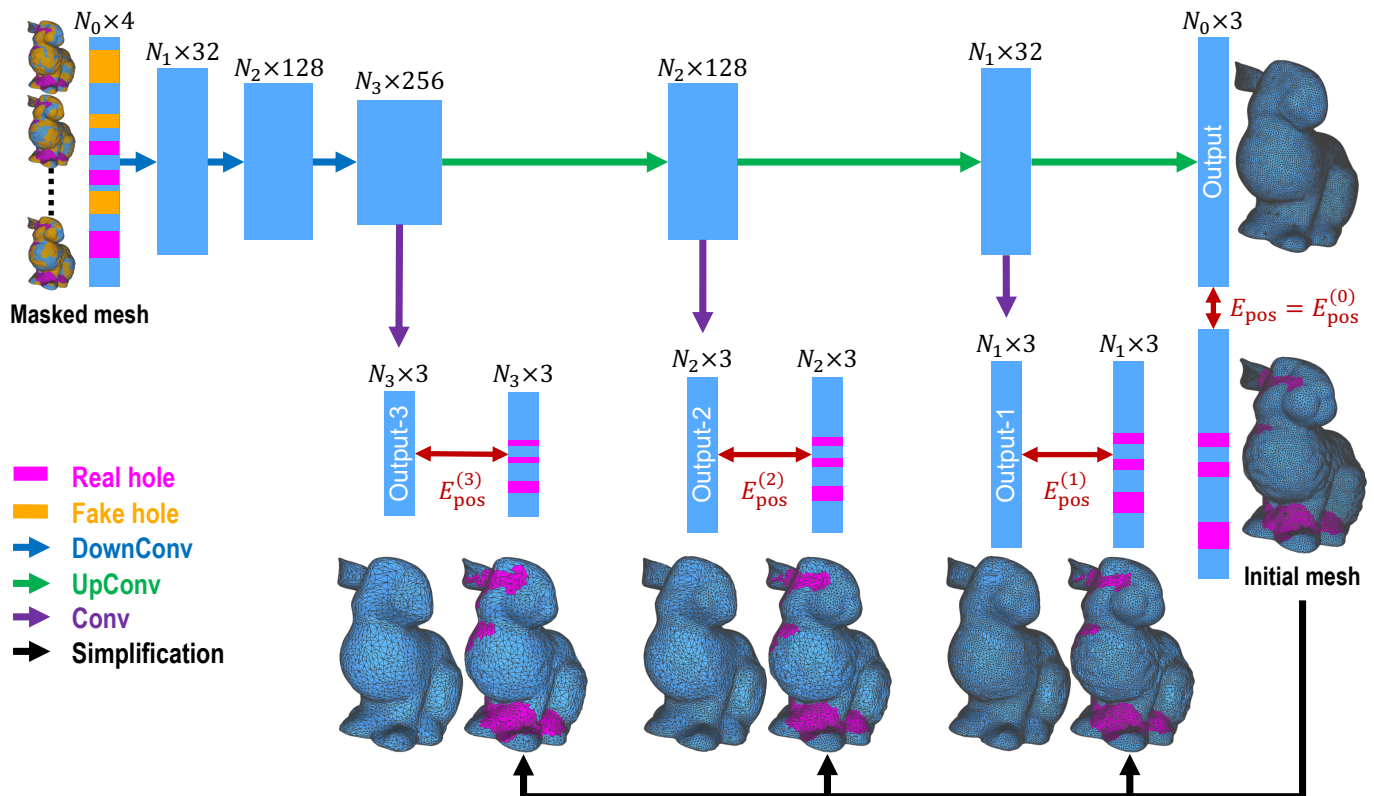 N₀×4
N₁×32
N₂×128
N₃×256
N₂×128
N₁×32
N₀×3
Output
Masked mesh
E_pos = E_pos^(0)
N₃×3
N₃×3
N₂×3
N₂×3
N₁×3
N₁×3
Output-3
Output-2
Output-1
E_pos^(3)
E_pos^(2)
E_pos^(1)
Real hole
Fake hole
DownConv
UpConv
Conv
Simplification
Initial mesh